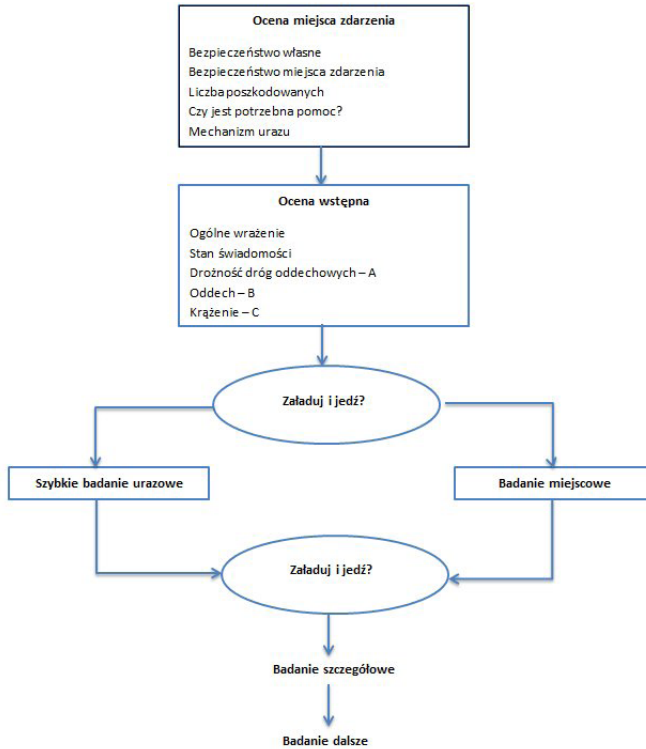 Ocena miejsca zdarzenia
Bezpieczeństwo własne
Bezpieczeństwo miejsca zdarzenia
Liczba poszkodowanych
Czy jest potrzebna pomoc?
Mechanizm urazu
Ocena wstępna
Ogólne wrażenie
Stan świadomości
Drożność dróg oddechowych – A
Oddech – B
Krążenie – C
Załaduj i jedź?
Szybkie badanie urazowe
Badanie miejscowe
Załaduj i jedź?
Badanie szczegółowe
Badanie dalsze